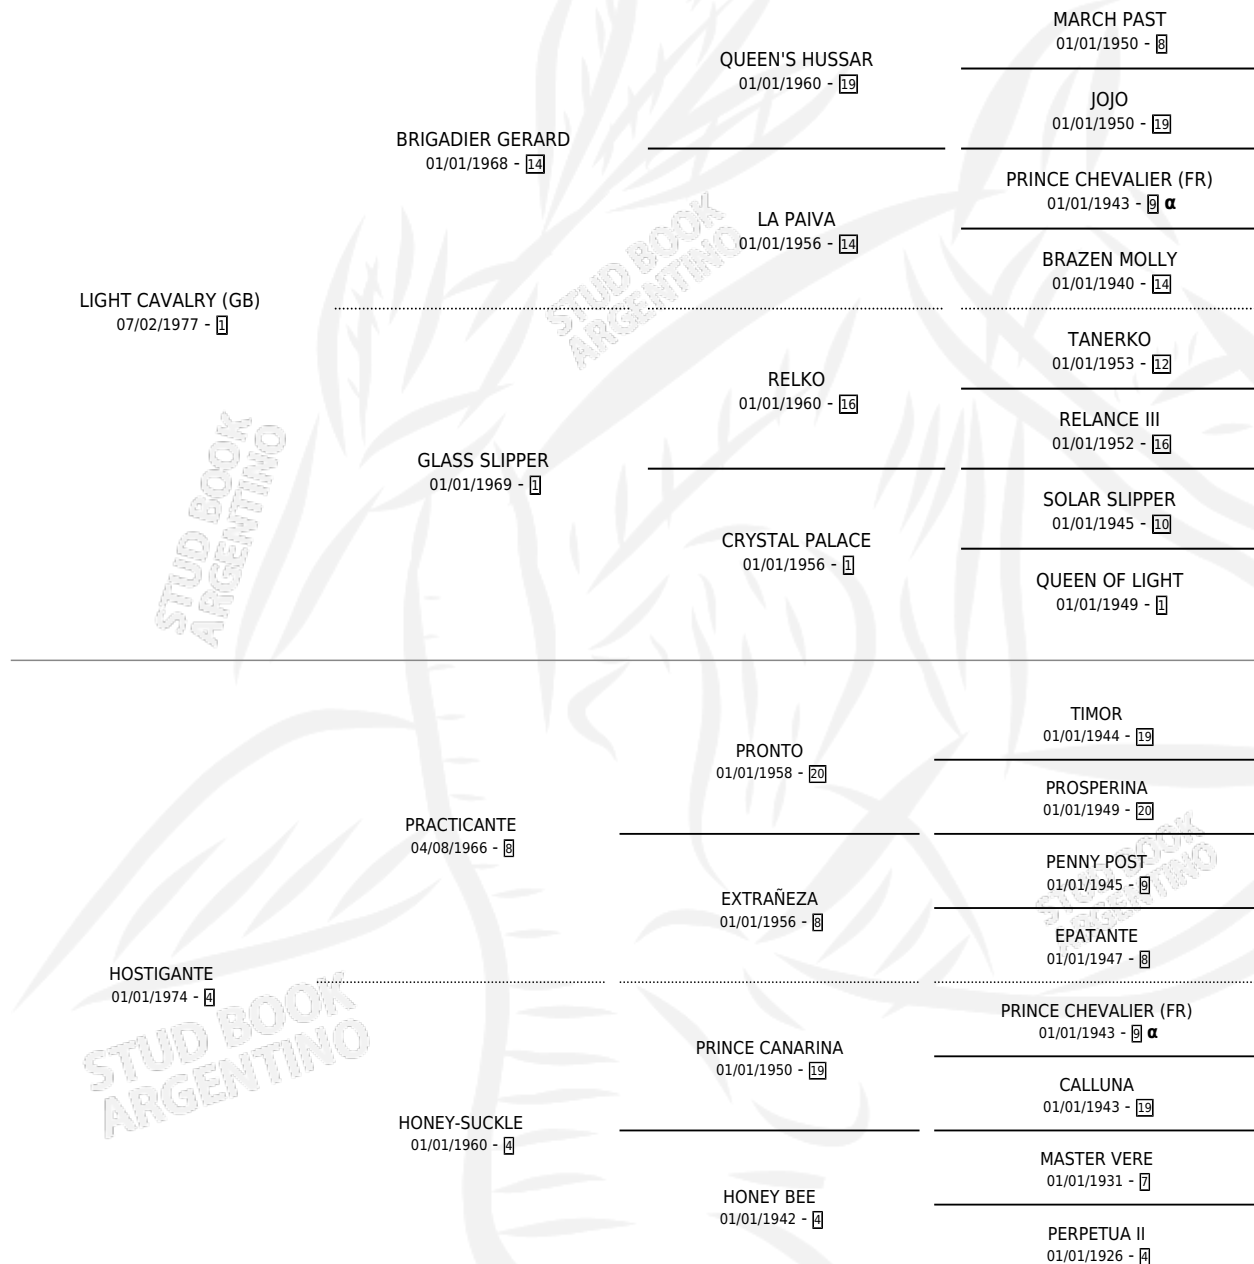 MARCH PAST
01/01/1950 - 8
QUEEN'S HUSSAR
01/01/1960 - 19
JOJO
01/01/1950 - 19
BRIGADIER GERARD
01/01/1968 - 14
PRINCE CHEVALIER (FR)
01/01/1943 - 9 α
LA PAIVA
01/01/1956 - 14
BRAZEN MOLLY
01/01/1940 - 14
LIGHT CAVALRY (GB)
07/02/1977 - 1
TANERKO
01/01/1953 - 12
RELKO
01/01/1960 - 16
RELANCE III
01/01/1952 - 16
GLASS SLIPPER
01/01/1969 - 1
SOLAR SLIPPER
01/01/1945 - 10
CRYSTAL PALACE
01/01/1956 - 1
QUEEN OF LIGHT
01/01/1949 - 1
TIMOR
01/01/1944 - 19
PRONTO
01/01/1958 - 20
PROSPERINA
01/01/1949 - 20
PRACTICANTE
04/08/1966 - 8
PENNY POST
01/01/1945 - 9
EXTRAÑEZA
01/01/1956 - 8
EPATANTE
01/01/1947 - 8
HOSTIGANTE
01/01/1974 - 4
PRINCE CHEVALIER (FR)
01/01/1943 - 9 α
PRINCE CANARINA
01/01/1950 - 19
CALLUNA
01/01/1943 - 19
HONEY-SUCKLE
01/01/1960 - 4
MASTER VERE
01/01/1931 - 7
HONEY BEE
01/01/1942 - 4
PERPETUA II
01/01/1926 - 4
STUD BOOK
ARGENTINO
STUD BOOK
ARGENTINO
STUD BOOK
ARGENTINO
STUD BOOK
ARGENTINO